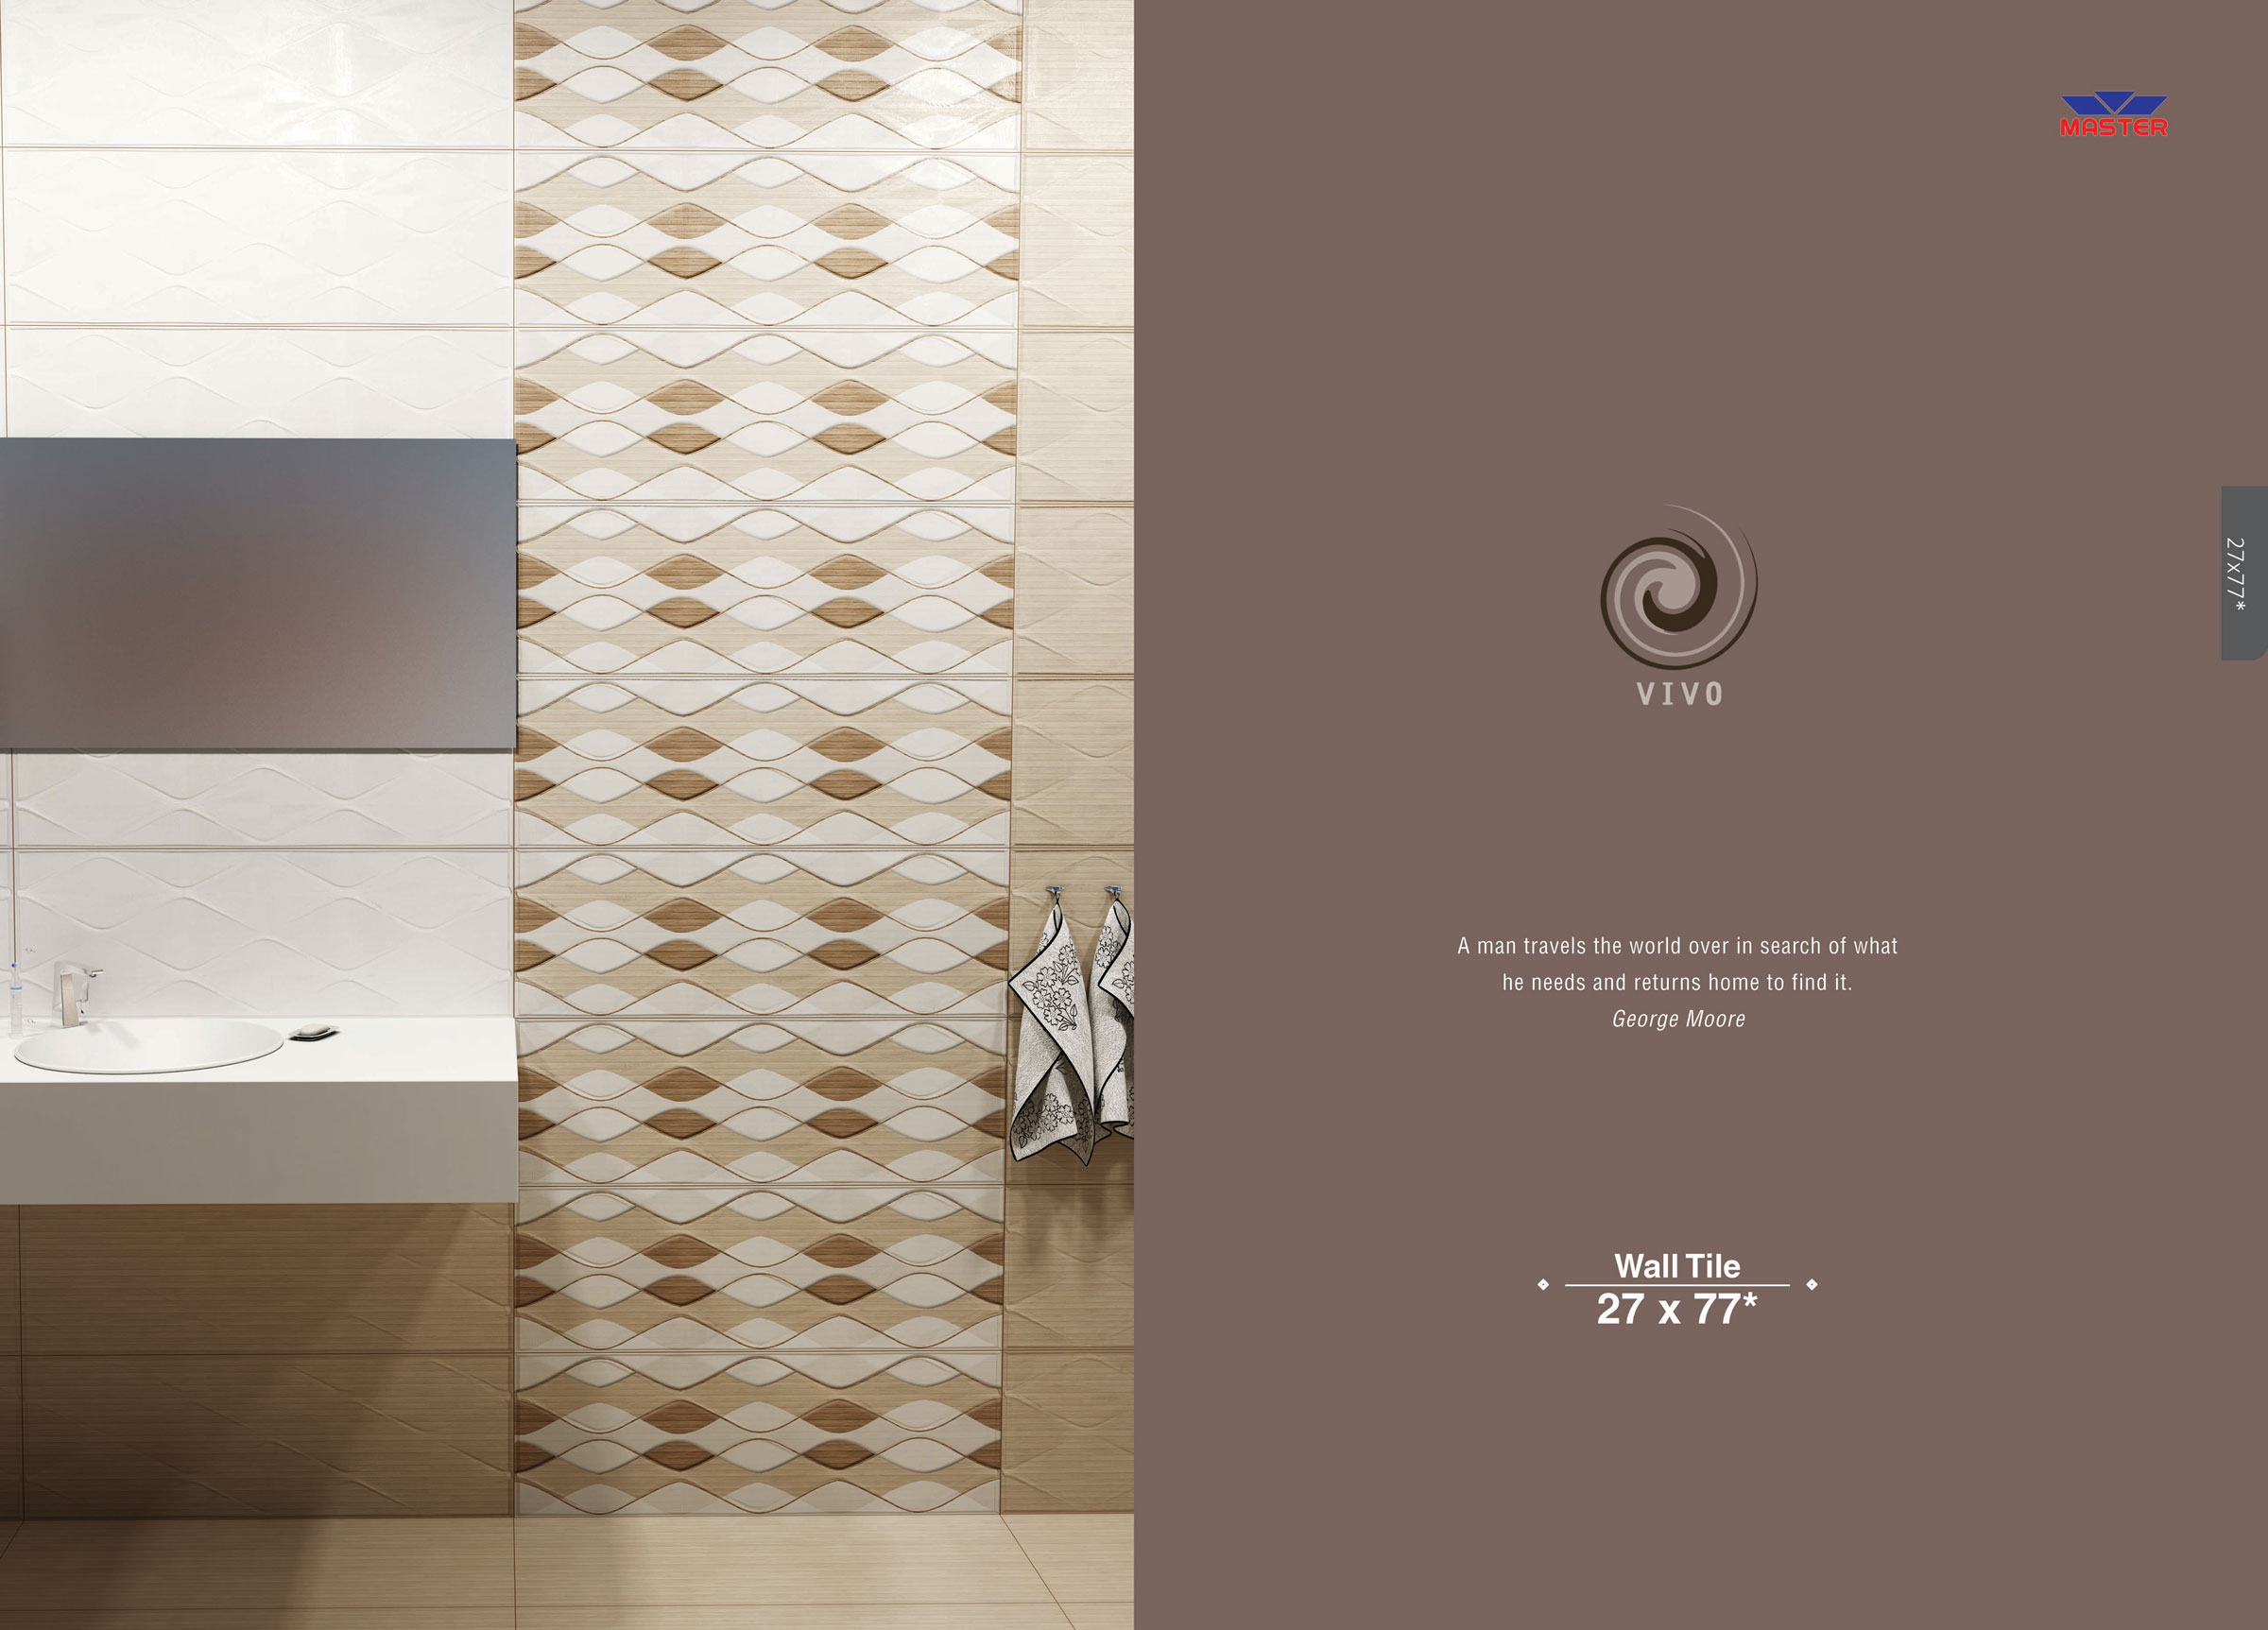 MASTER
27x77*
VIVO
A man travels the world over in search of what
he needs and returns home to find it.
George Moore
Wall Tile
27 x 77*